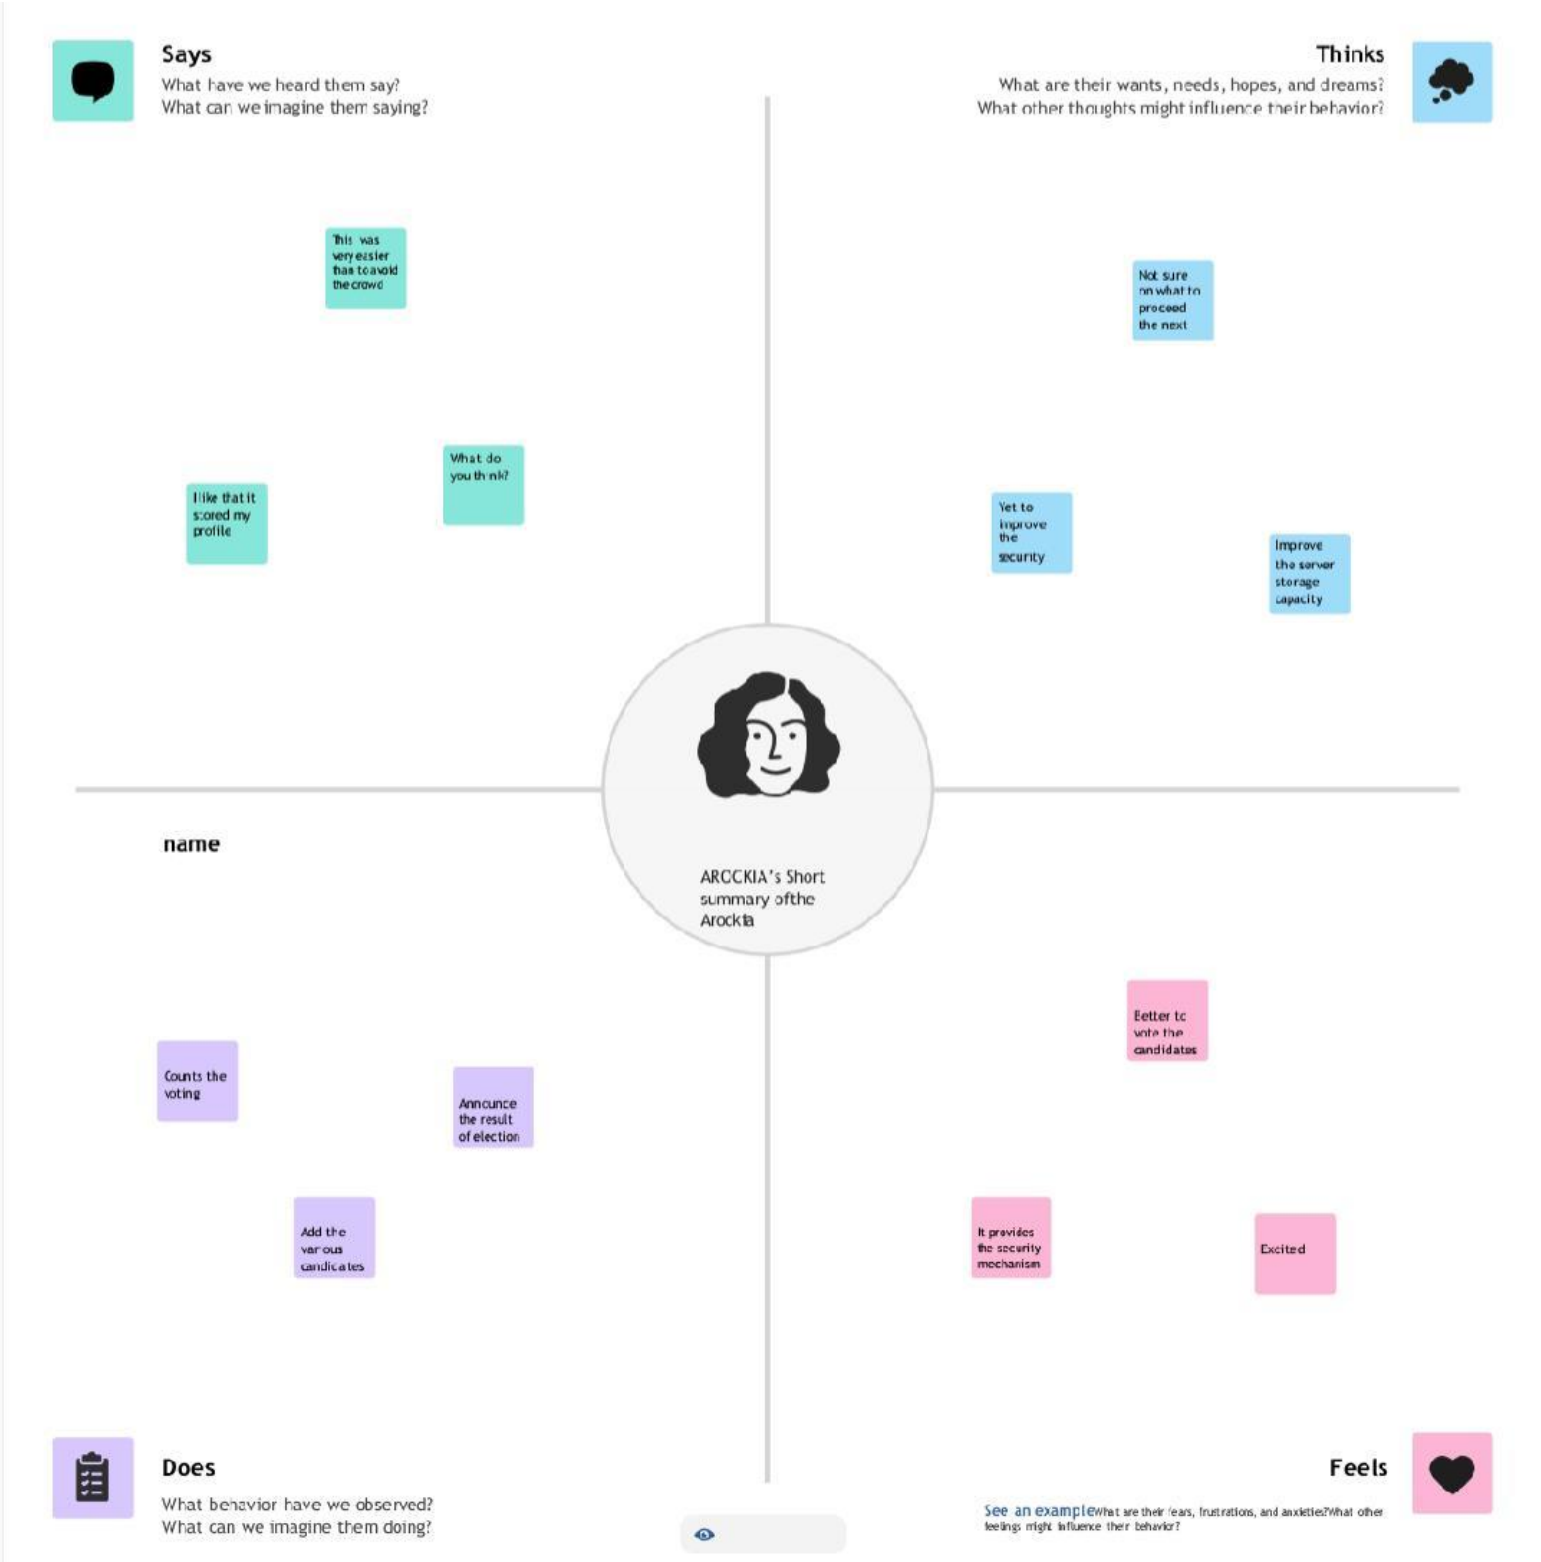 Says
What have we heard them say?
What can we imagine them saying?
Thinks
What are their wants, needs, hopes, and dreams?
What other thoughts might influence their behavior?
This was
very easier
than to avoid
the crowd
I like that it
stored my
profile
What do
you think?
Not sure
on what to
proceed
the next
Yet to
improve
the
security
Improve
the server
storage
capacity
AROCKIA's Short
summary ofthe
Arockia
name
Counts the
voting
Announce
the result
of election
Add the
various
candicates
Better to
vote the
candidates
It provides
the security
mechanism
Excited
Does
What behavior have we observed?
What can we imagine them doing?
Feels
See an exampleWhat are their fears, frustrations, and anxieties?What other
feelings might influence their behavior?